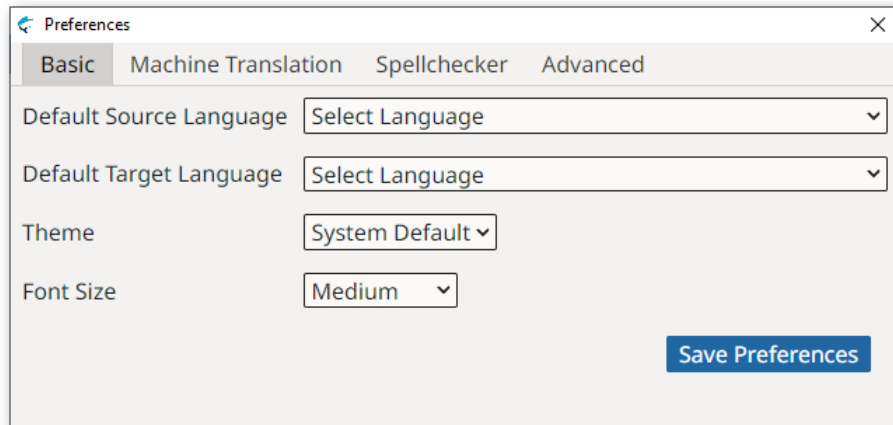 Preferences
Basic Machine Translation Spellchecker Advanced
Default Source Language Select Language
Default Target Language Select Language
Theme System Default
Font Size Medium
Save Preferences